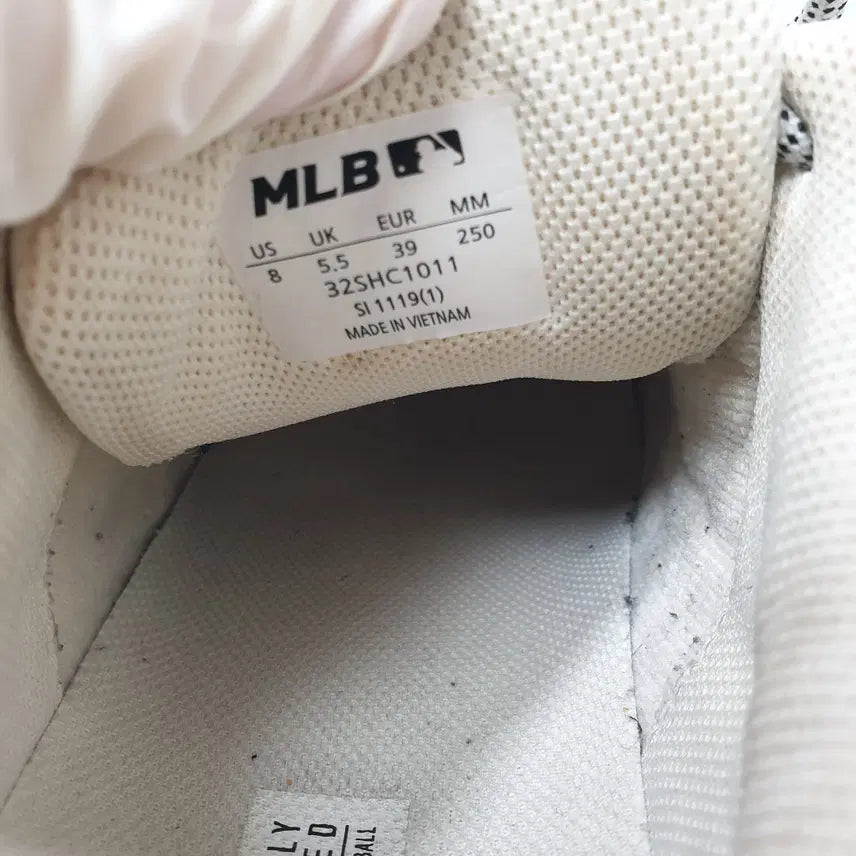 MLB
US UK EUR MM
8 5.5 39 250
32SHC1011
SI 1119(1)
MADE IN VIETNAM